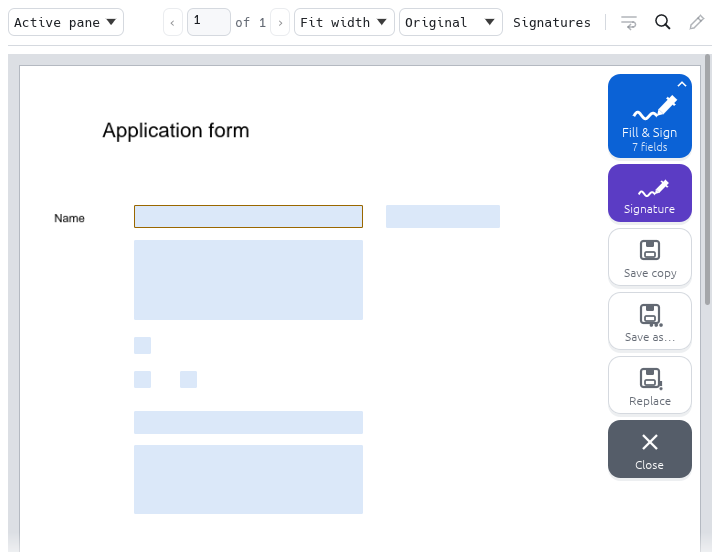 Active pane
‹
1
of 1
›
Fit width
Original
Signatures
Application form
Name
Fill & Sign
7 fields
Signature
Save copy
Save as…
Replace
Close